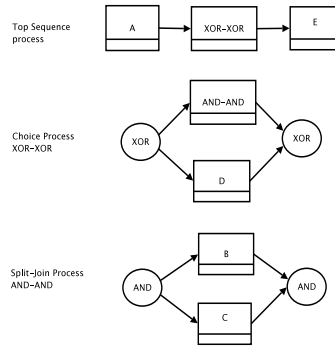 Top Sequence
process
A
XOR-XOR
E
Choice Process
XOR-XOR
XOR
AND-AND
D
XOR
Split-Join Process
AND-AND
AND
B
C
AND